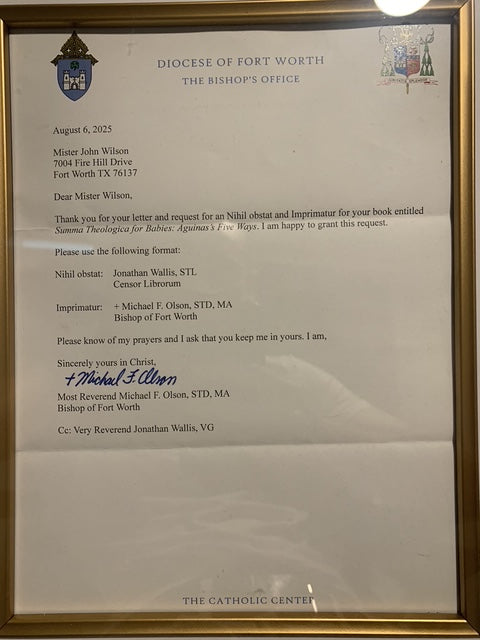 DIOCESE OF FORT WORTH
THE BISHOP'S OFFICE
August 6, 2025
Mister John Wilson
7004 Fire Hill Drive
Fort Worth TX 76137
Dear Mister Wilson,
Thank you for your letter and request for an Nihil obstat and Imprimatur for your book entitled
Summa Theologica for Babies: Aquinas's Five Ways. I am happy to grant this request.
Please use the following format:
Nihil obstat: Jonathan Wallis, STL
Censor Librorum
Imprimatur: + Michael F. Olson, STD, MA
Bishop of Fort Worth
Please know of my prayers and I ask that you keep me in yours. I am,
Sincerely yours in Christ,
+ Michael F. Olson
Most Reverend Michael F. Olson, STD, MA
Bishop of Fort Worth
Cc: Very Reverend Jonathan Wallis, VG
THE CATHOLIC CENTER